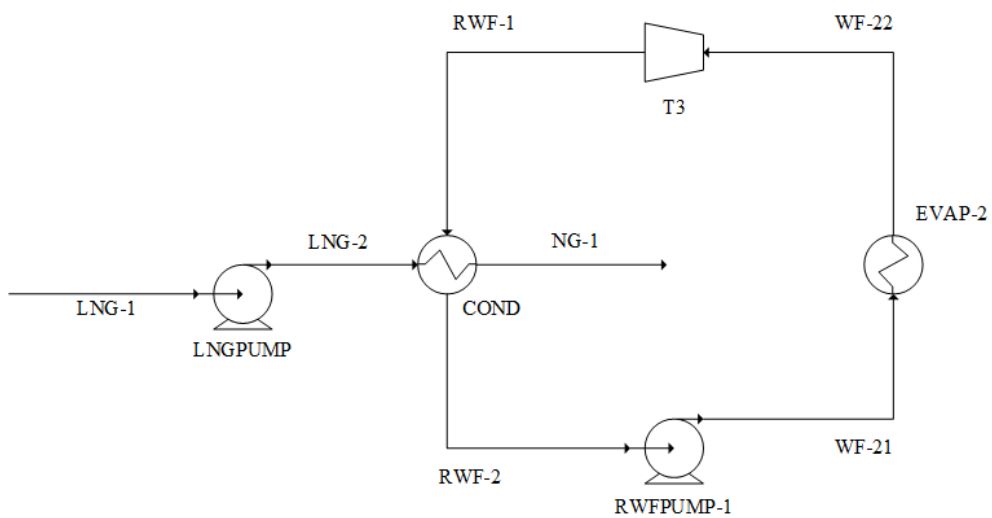 RWF-1
WF-22
T3
EVAP-2
LNG-2
NG-1
LNG-1
COND
LNGPUMP
RWF-2
WF-21
RWFPUMP-1